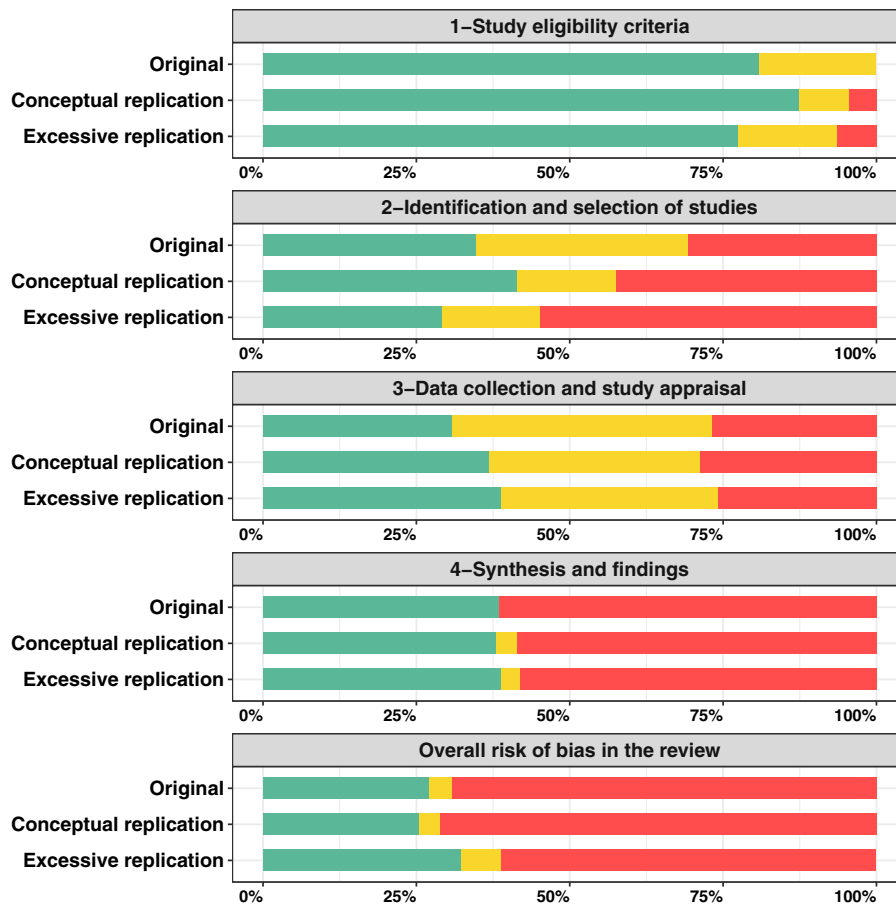 1–Study eligibility criteria
Original
Conceptual replication
Excessive replication
0% 25% 50% 75% 100%
2–Identification and selection of studies
Original
Conceptual replication
Excessive replication
0% 25% 50% 75% 100%
3–Data collection and study appraisal
Original
Conceptual replication
Excessive replication
0% 25% 50% 75% 100%
4–Synthesis and findings
Original
Conceptual replication
Excessive replication
0% 25% 50% 75% 100%
Overall risk of bias in the review
Original
Conceptual replication
Excessive replication
0% 25% 50% 75% 100%